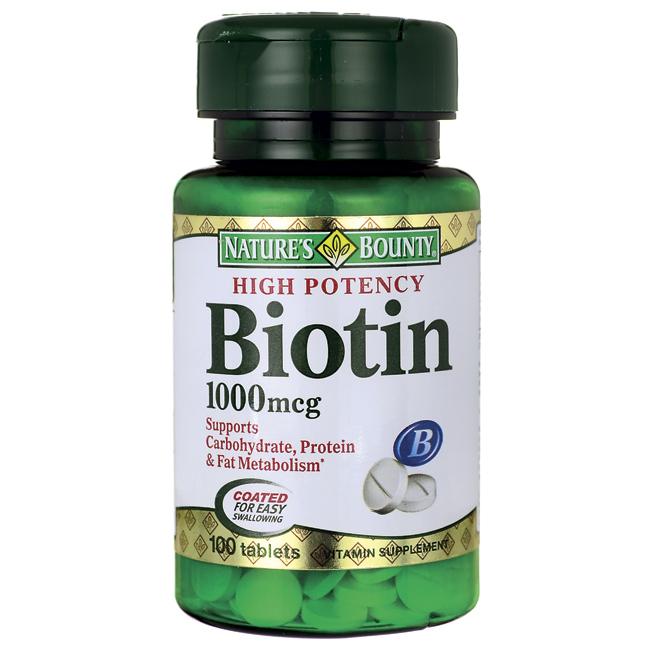 NATURE'S BOUNTY®
HIGH POTENCY
Biotin
1000mcg
Supports
Carbohydrate, Protein
& Fat Metabolism*
B
COATED
FOR EASY
SWALLOWING
100 tablets VITAMIN SUPPLEMENT